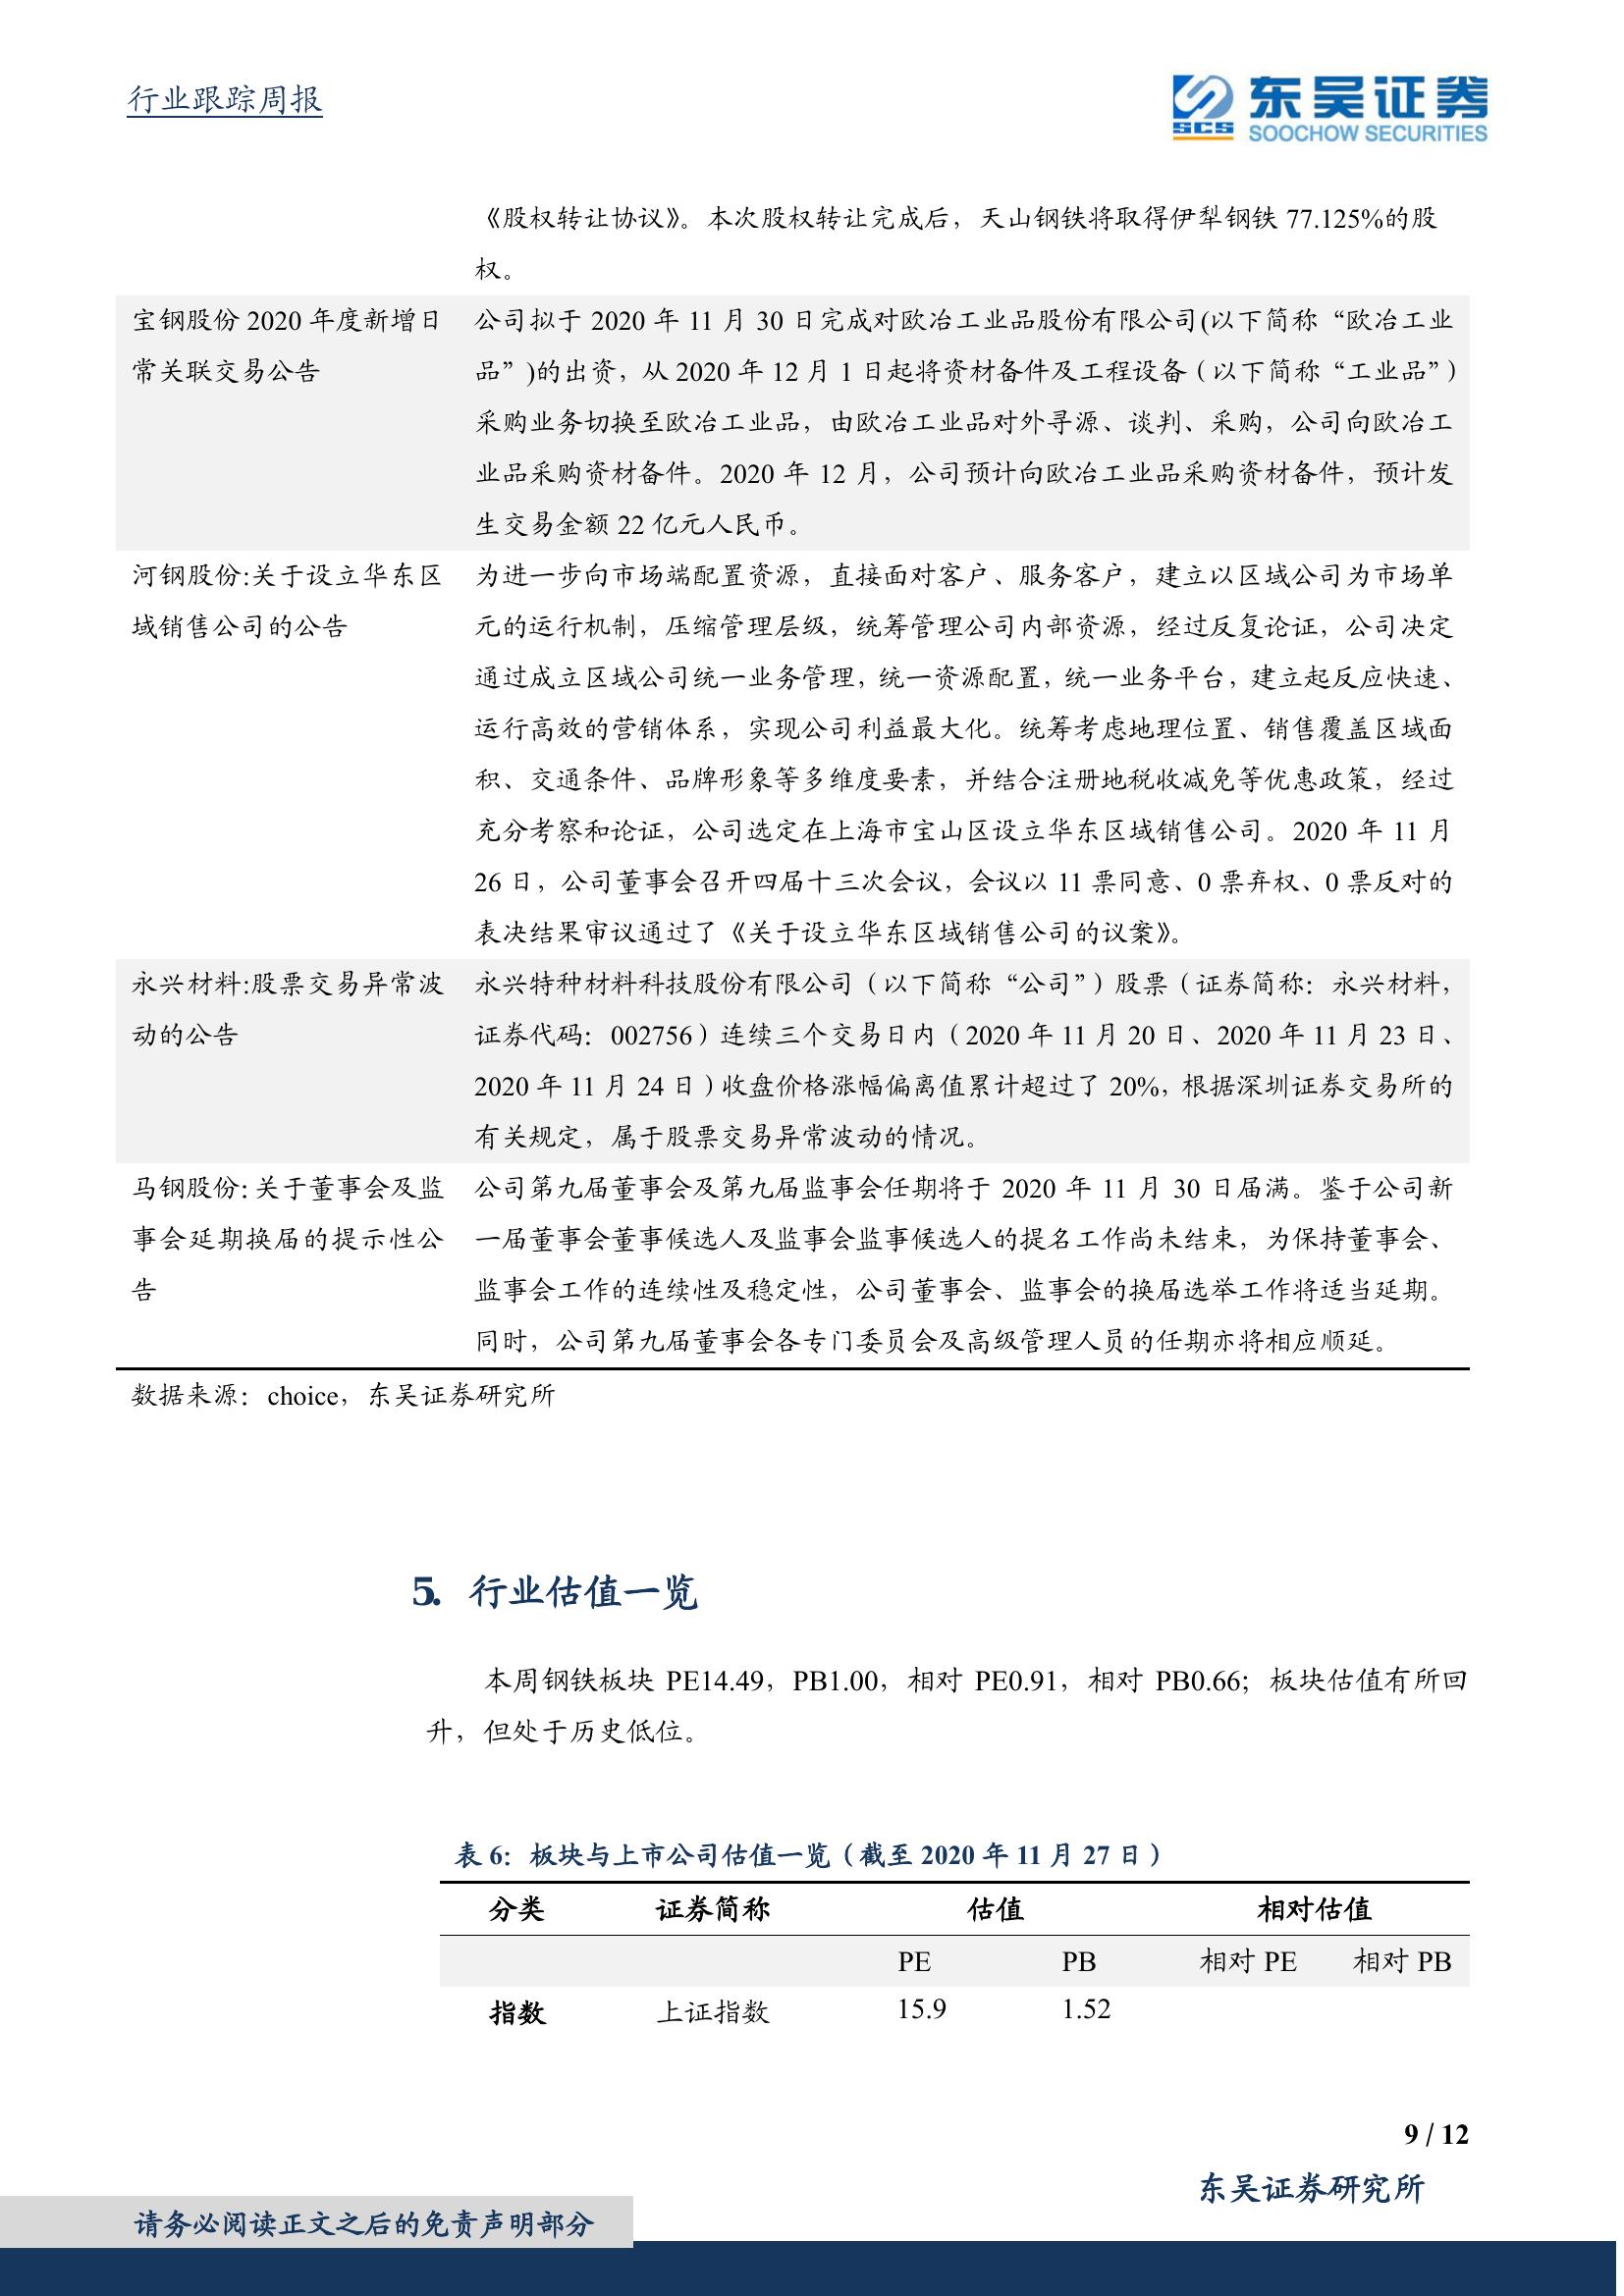 行业跟踪周报
东吴证券
SCS
SOOCHOW SECURITIES
《股权转让协议》。本次股权转让完成后，天山钢铁将取得伊犁钢铁 77.125%的股
权。
宝钢股份 2020 年度新增日
常关联交易公告
公司拟于 2020 年 11 月 30 日完成对欧冶工业品股份有限公司(以下简称“欧冶工业
品”)的出资，从 2020 年 12 月 1 日起将资材备件及工程设备（以下简称“工业品”）
采购业务切换至欧冶工业品，由欧冶工业品对外寻源、谈判、采购，公司向欧冶工
业品采购资材备件。2020 年 12 月，公司预计向欧冶工业品采购资材备件，预计发
生交易金额 22 亿元人民币。
河钢股份:关于设立华东区
域销售公司的公告
为进一步向市场端配置资源，直接面对客户、服务客户，建立以区域公司为市场单
元的运行机制，压缩管理层级，统筹管理公司内部资源，经过反复论证，公司决定
通过成立区域公司统一业务管理，统一资源配置，统一业务平台，建立起反应快速、
运行高效的营销体系，实现公司利益最大化。统筹考虑地理位置、销售覆盖区域面
积、交通条件、品牌形象等多维度要素，并结合注册地税收减免等优惠政策，经过
充分考察和论证，公司选定在上海市宝山区设立华东区域销售公司。2020 年 11 月
26 日，公司董事会召开四届十三次会议，会议以 11 票同意、0 票弃权、0 票反对的
表决结果审议通过了《关于设立华东区域销售公司的议案》。
永兴材料:股票交易异常波
动的公告
永兴特种材料科技股份有限公司（以下简称“公司”）股票（证券简称：永兴材料，
证券代码：002756）连续三个交易日内（2020 年 11 月 20 日、2020 年 11 月 23 日、
2020 年 11 月 24 日）收盘价格涨幅偏离值累计超过了 20%，根据深圳证券交易所的
有关规定，属于股票交易异常波动的情况。
马钢股份:关于董事会及监
事会延期换届的提示性公
告
公司第九届董事会及第九届监事会任期将于 2020 年 11 月 30 日届满。鉴于公司新
一届董事会董事候选人及监事会监事候选人的提名工作尚未结束，为保持董事会、
监事会工作的连续性及稳定性，公司董事会、监事会的换届选举工作将适当延期。
同时，公司第九届董事会各专门委员会及高级管理人员的任期亦将相应顺延。
数据来源：choice，东吴证券研究所
5. 行业估值一览
本周钢铁板块 PE14.49，PB1.00，相对 PE0.91，相对 PB0.66；板块估值有所回
升，但处于历史低位。
表 6：板块与上市公司估值一览（截至 2020 年 11 月 27 日）
分类 证券简称 估值 相对估值
PE PB 相对 PE 相对 PB
指数 上证指数 15.9 1.52
9 / 12
东吴证券研究所
请务必阅读正文之后的免责声明部分